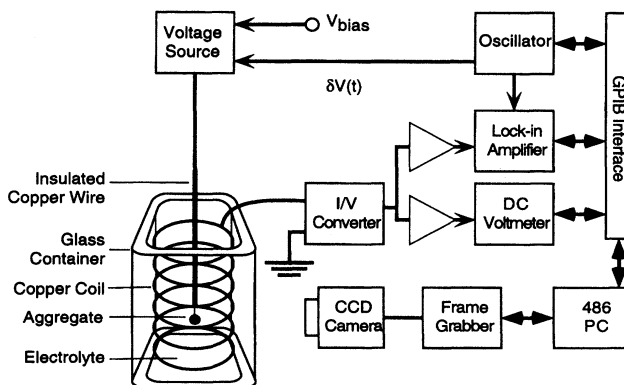 Voltage
Source
V bias
δV(t)
Oscillator
GPIB Interface
Lock-in
Amplifier
Insulated
Copper Wire
I/V
Converter
DC
Voltmeter
Glass
Container
Copper Coil
Aggregate
Electrolyte
CCD
Camera
Frame
Grabber
486
PC